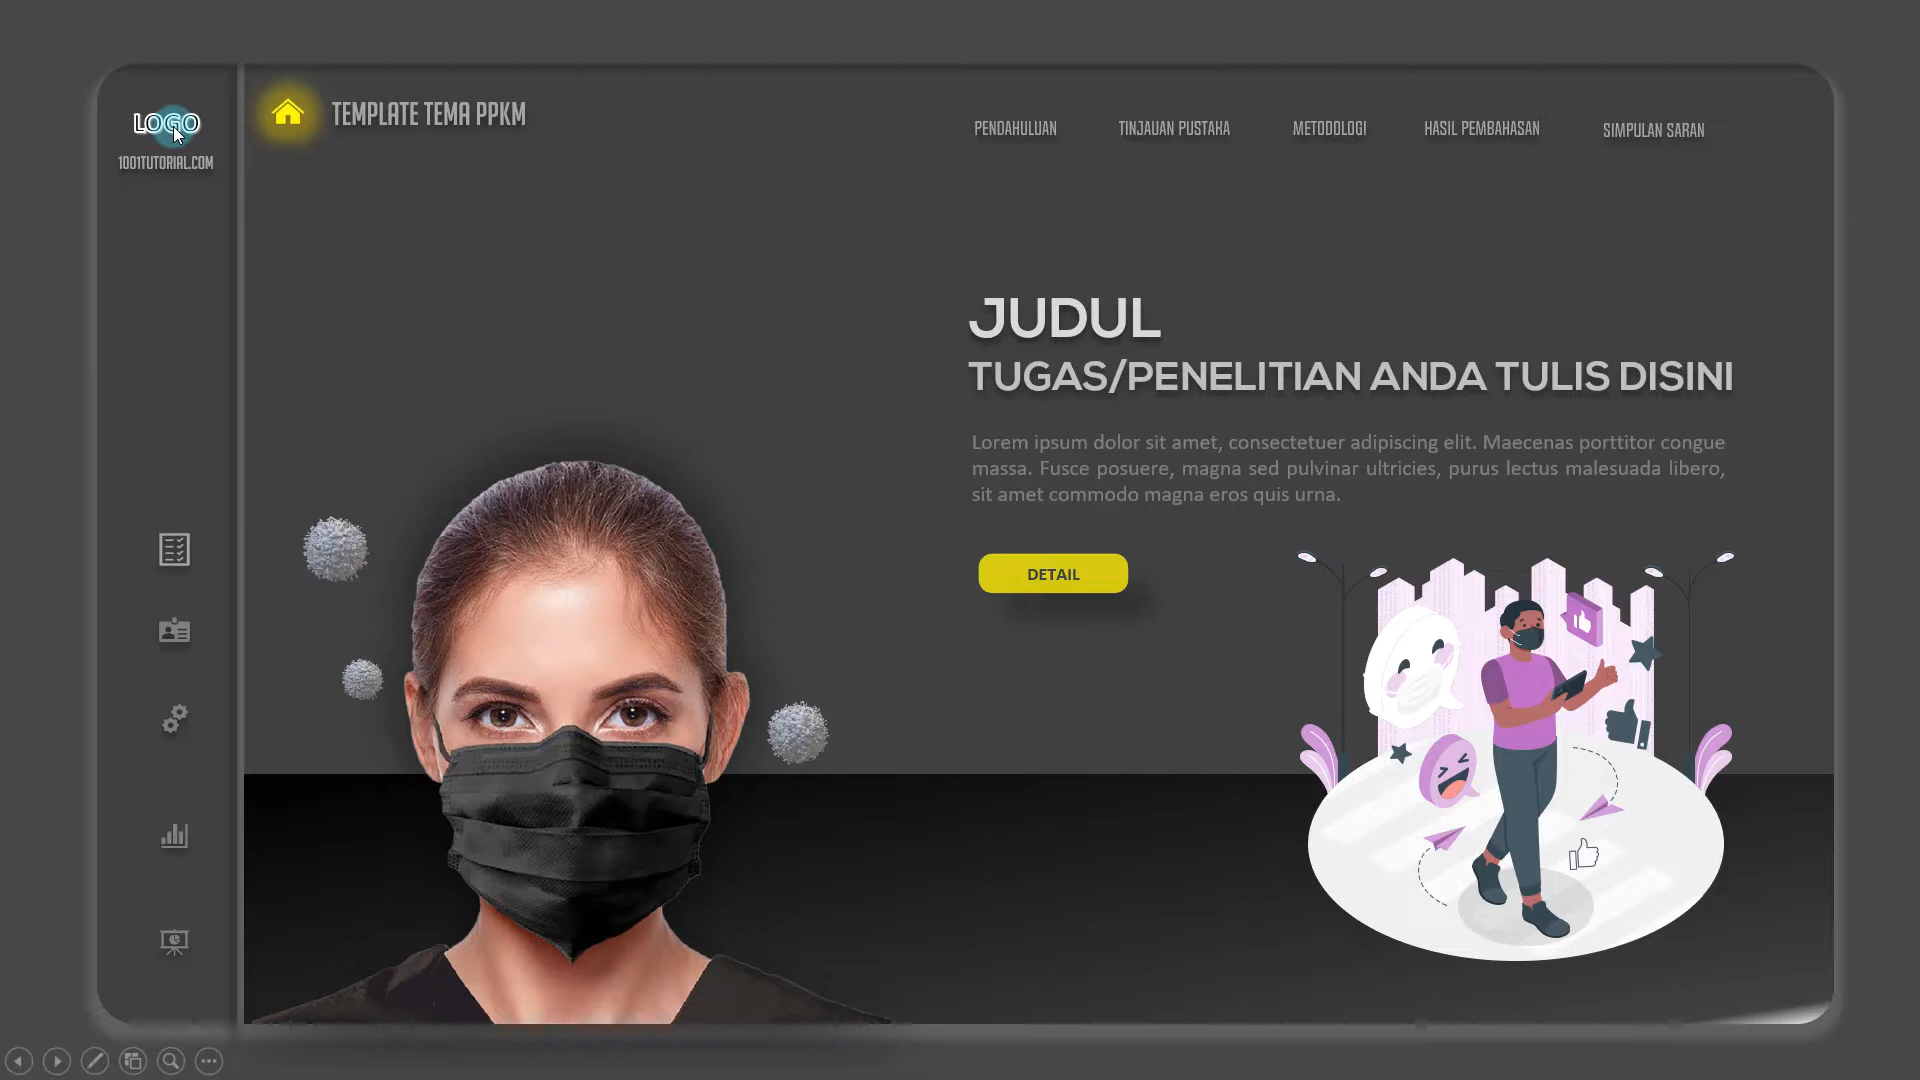 LOGO
1001TUTORIAL.COM
TEMPLATE TEMA PPKM
PENDAHULUAN
TINJAUAN PUSTAKA
METODOLOGI
HASIL PEMBAHASAN
SIMPULAN SARAN
JUDUL
TUGAS/PENELITIAN ANDA TULIS DISINI
Lorem ipsum dolor sit amet, consectetuer adipiscing elit. Maecenas porttitor congue
massa. Fusce posuere, magna sed pulvinar ultricies, purus lectus malesuada libero,
sit amet commodo magna eros quis urna.
DETAIL